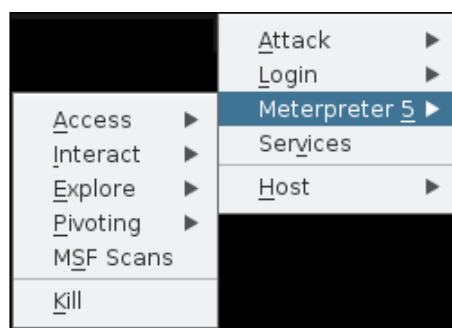 Attack
Login
Meterpreter 5
Services
Host
Access
Interact
Explore
Pivoting
MSF Scans
Kill